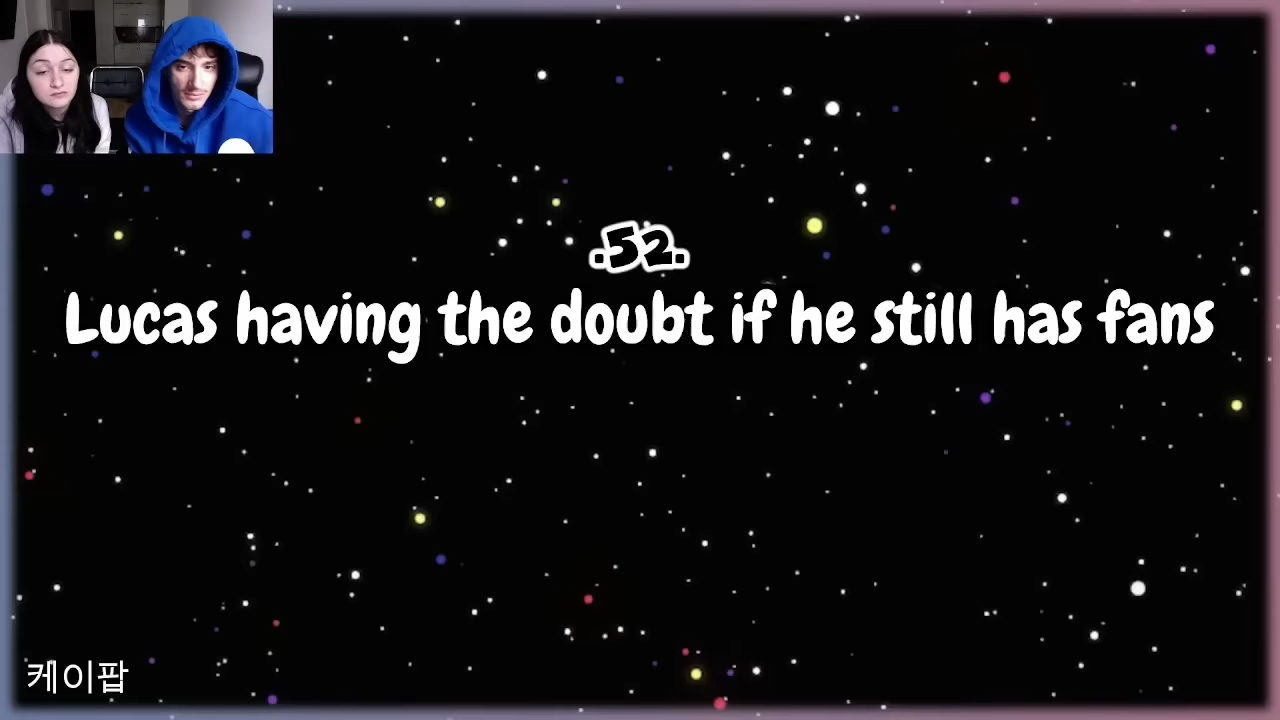 .52.
Lucas having the doubt if he still has fans
케이팝